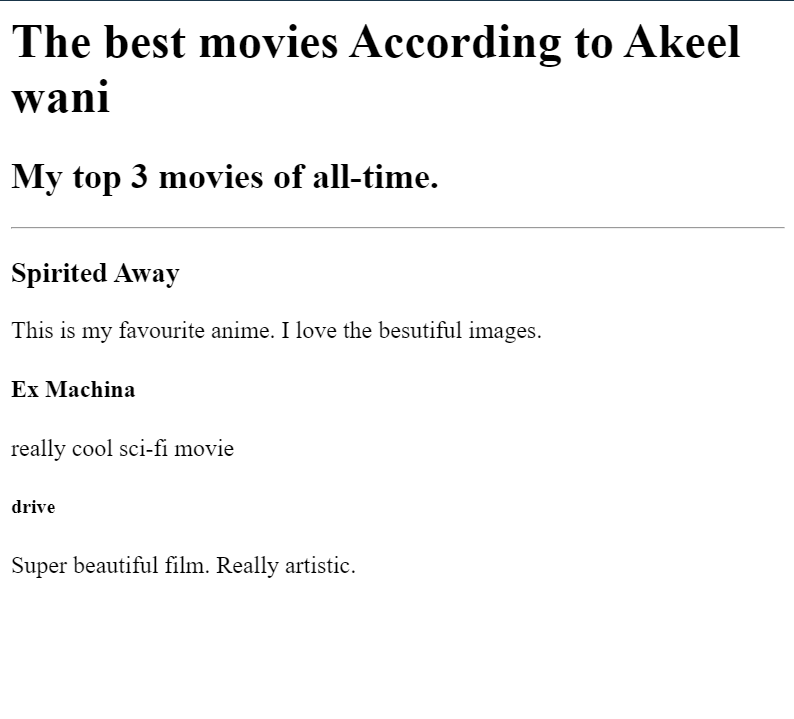 The best movies According to Akeel
wani
My top 3 movies of all-time.
Spirited Away
This is my favourite anime. I love the besutiful images.
Ex Machina
really cool sci-fi movie
drive
Super beautiful film. Really artistic.